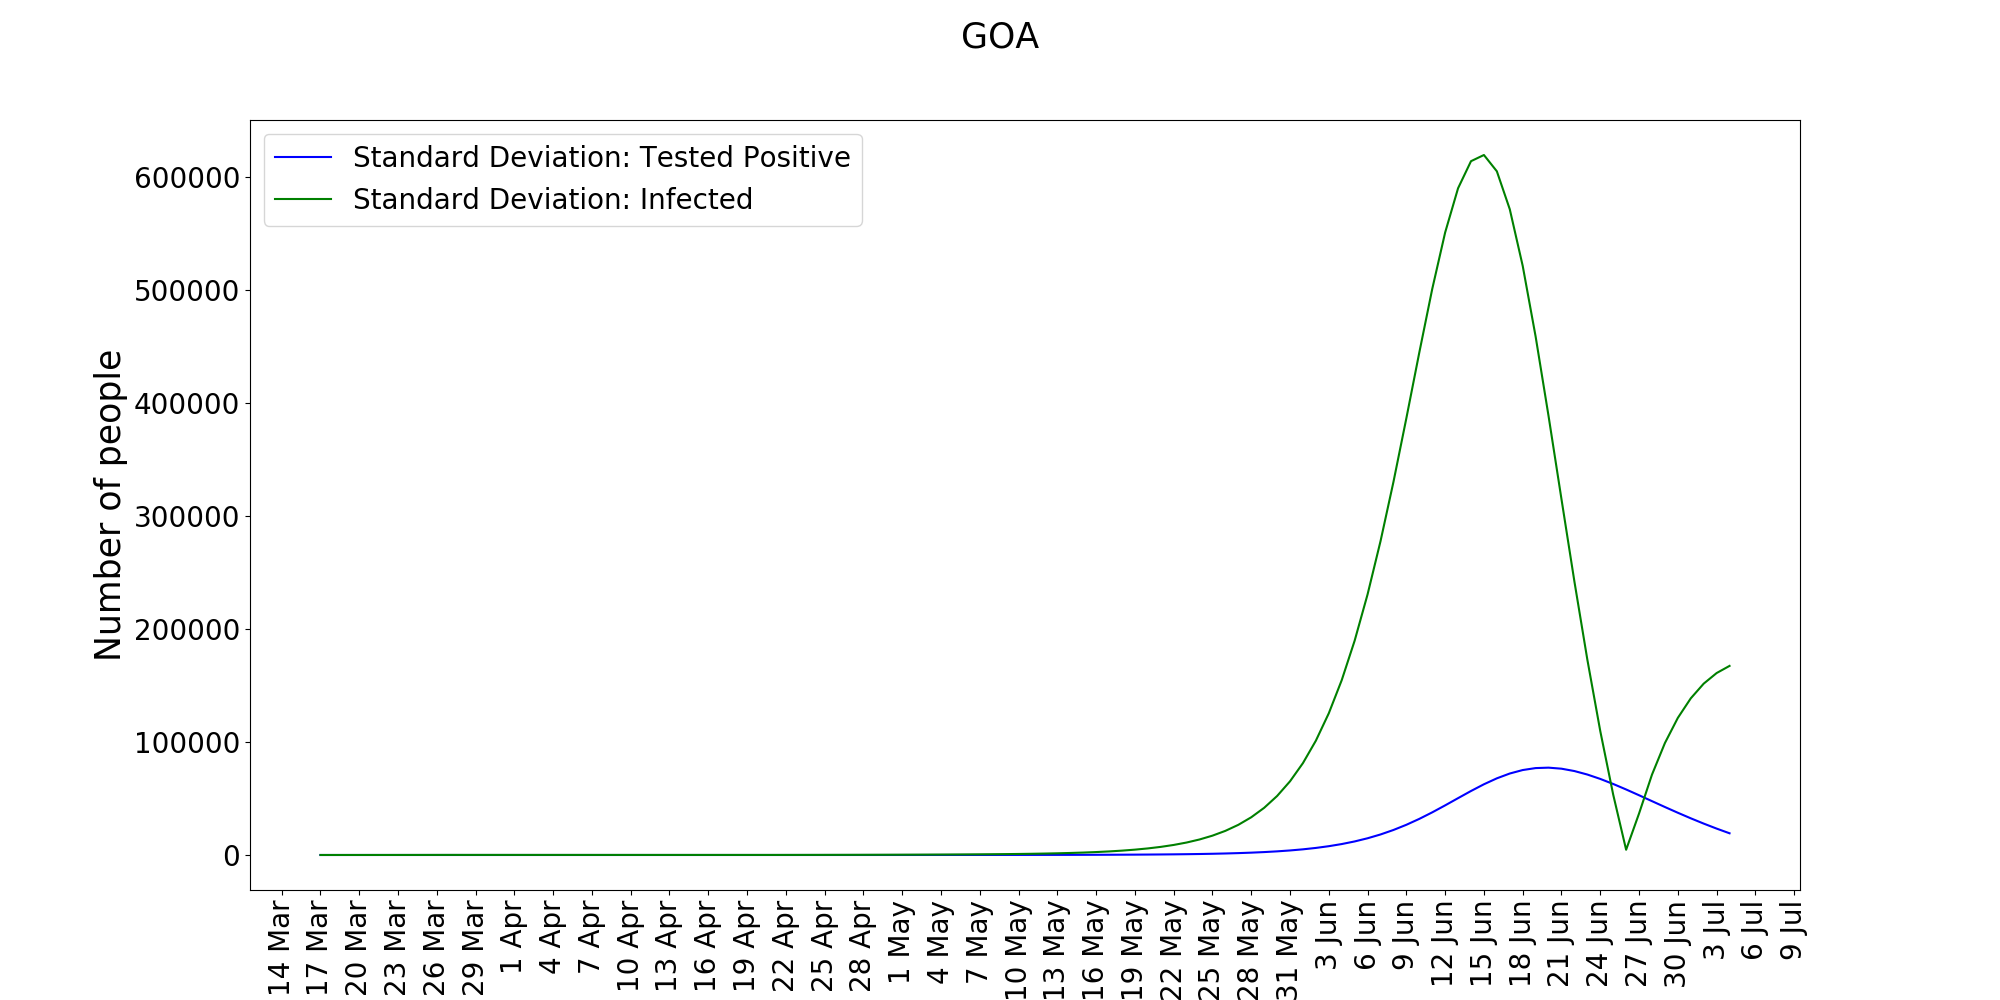 GOA
Standard Deviation: Tested Positive
Standard Deviation: Infected
Number of people
600000
500000
400000
300000
200000
100000
0
14 Mar
17 Mar
20 Mar
23 Mar
26 Mar
29 Mar
1 Apr
4 Apr
7 Apr
10 Apr
13 Apr
16 Apr
19 Apr
22 Apr
25 Apr
28 Apr
1 May
4 May
7 May
10 May
13 May
16 May
19 May
22 May
25 May
28 May
31 May
3 Jun
6 Jun
9 Jun
12 Jun
15 Jun
18 Jun
21 Jun
24 Jun
27 Jun
30 Jun
3 Jul
6 Jul
9 Jul